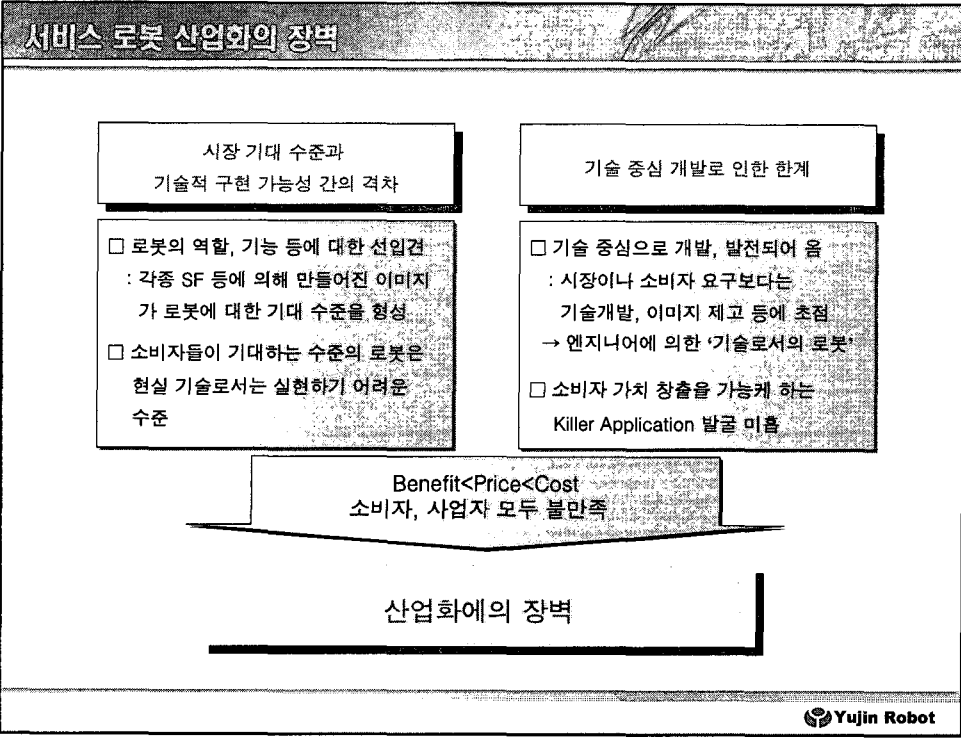 서비스 로봇 산업화의 장벽
시장 기대 수준과
기술적 구현 가능성 간의 격차
□ 로봇의 역할, 기능 등에 대한 선입견
: 각종 SF 등에 의해 만들어진 이미지
가 로봇에 대한 기대 수준을 형성
□ 소비자들이 기대하는 수준의 로봇은
현실 기술로서는 실현하기 어려운
수준
기술 중심 개발로 인한 한계
□ 기술 중심으로 개발, 발전되어 옴
: 시장이나 소비자 요구보다는
기술개발, 이미지 제고 등에 초점
→ 엔지니어에 의한 ‘기술로서의 로봇’
□ 소비자 가치 창출을 가능케 하는
Killer Application 발굴 미흡
Benefit<Price<Cost
소비자, 사업자 모두 불만족
산업화에의 장벽
Yujin Robot